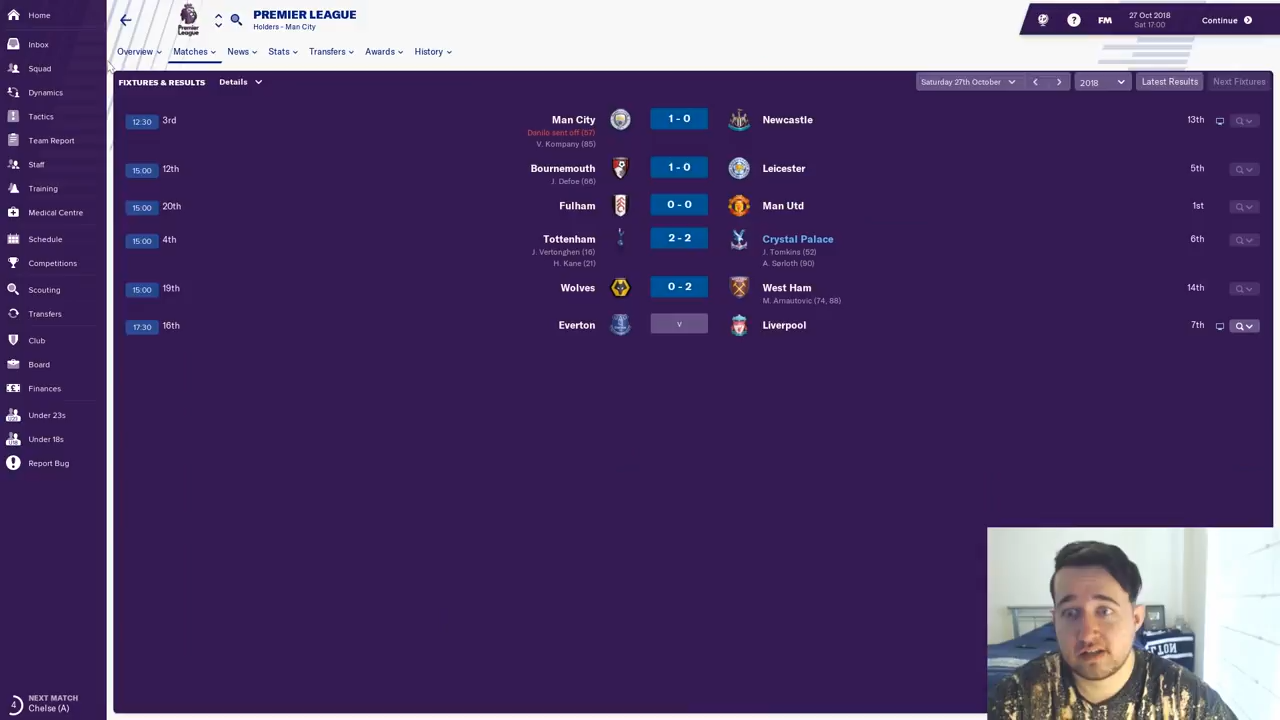 Home
Inbox
Squad
Dynamics
Tactics
Team Report
Staff
Training
Medical Centre
Schedule
Competitions
Scouting
Transfers
Club
Board
Finances
Under 23s
Under 18s
Report Bug
4 NEXT MATCH
Chelse (A)
PREMIER LEAGUE
Holders - Man City
FM
27 Oct 2018
Sat 17:00
Continue
Overview Matches News Stats Transfers Awards History
FIXTURES & RESULTS Details Saturday 27th October 2018 Latest Results Next Fixtures
12:30 3rd Man City 1 - 0 Newcastle 13th
Danilo sent off (57)
V. Kompany (85)
15:00 12th Bournemouth 1 - 0 Leicester 5th
J. Defoe (66)
15:00 20th Fulham 0 - 0 Man Utd 1st
15:00 4th Tottenham 2 - 2 Crystal Palace 6th
J. Vertonghen (16) J. Tomkins (52)
H. Kane (21) A. Sørloth (90)
15:00 19th Wolves 0 - 2 West Ham 14th
M. Arnautovic (74, 88)
17:30 16th Everton v Liverpool 7th